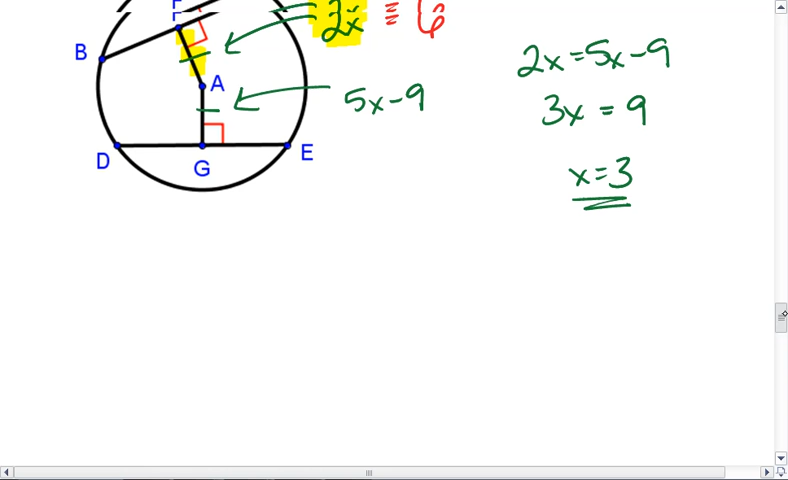 F
2x = 6
B
A
5x-9
D
G
E
2x=5x-9
3x = 9
x=3